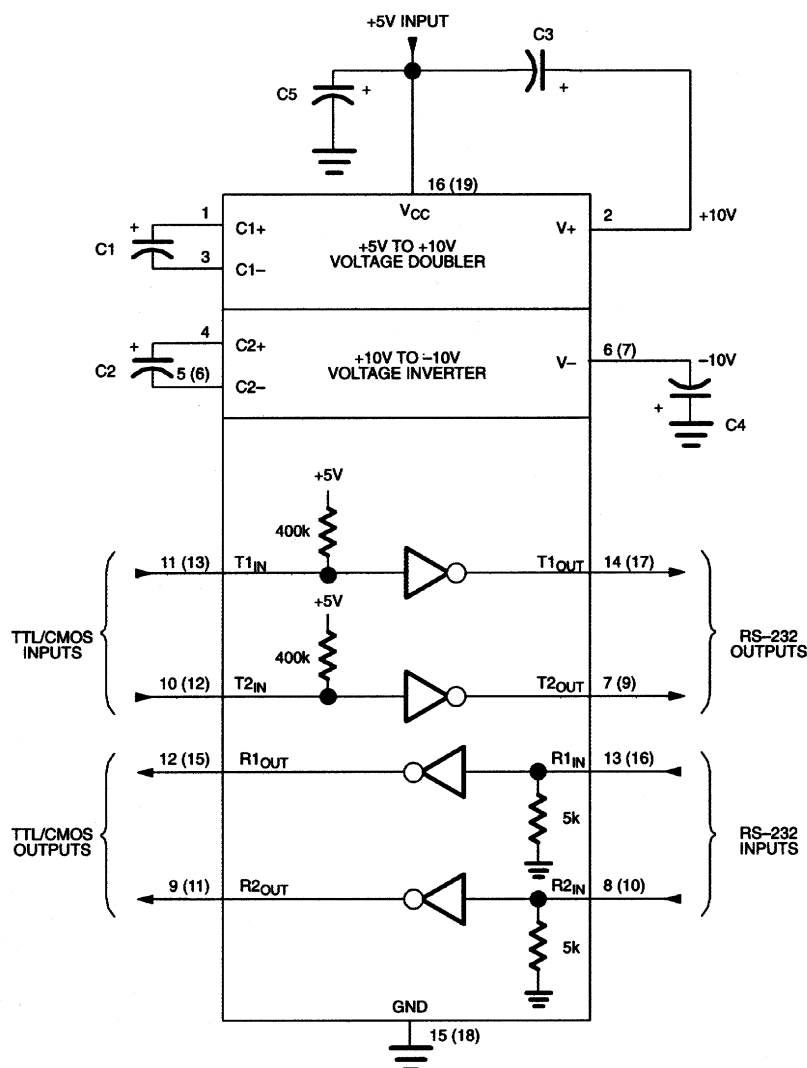 +5V INPUT
C3
C5
+
+
16 (19)
VCC
1
C1+
V+
2
+10V
+
C1
+5V TO +10V
VOLTAGE DOUBLER
3
C1–
4
C2+
+
C2
+10V TO –10V
VOLTAGE INVERTER
V–
6 (7)
–10V
5 (6)
C2–
+
C4
+5V
400k
11 (13)
T1IN
T1OUT
14 (17)
+5V
TTL/CMOS
INPUTS
RS–232
OUTPUTS
400k
10 (12)
T2IN
T2OUT
7 (9)
12 (15)
R1OUT
R1IN
13 (16)
5k
TTL/CMOS
OUTPUTS
RS–232
INPUTS
9 (11)
R2OUT
R2IN
8 (10)
5k
GND
15 (18)